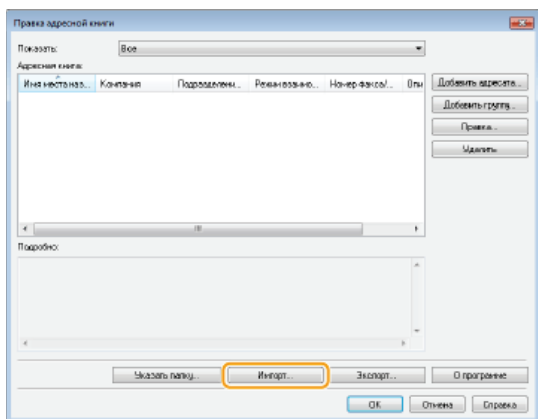 Правка адресной книги
Показать: Все
Адресная книга:
Имя места наз... Компания Подразделени... Режим взаимо... Номер факса/... Опи
Добавить адресата...
Добавить группу...
Правка...
Удалить
Подробно:
Указать папку... Импорт... Экспорт... О программе
OK Отмена Справка